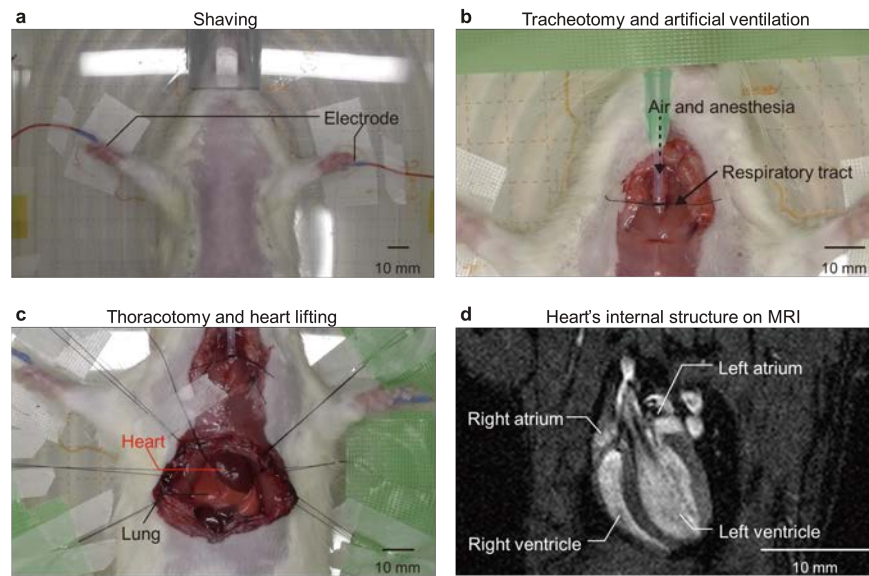 a Shaving
Electrode
10 mm
b Tracheotomy and artificial ventilation
Air and anesthesia
Respiratory tract
10 mm
c Thoracotomy and heart lifting
Heart
Lung
10 mm
d Heart's internal structure on MRI
Left atrium
Right atrium
Right ventricle
Left ventricle
10 mm